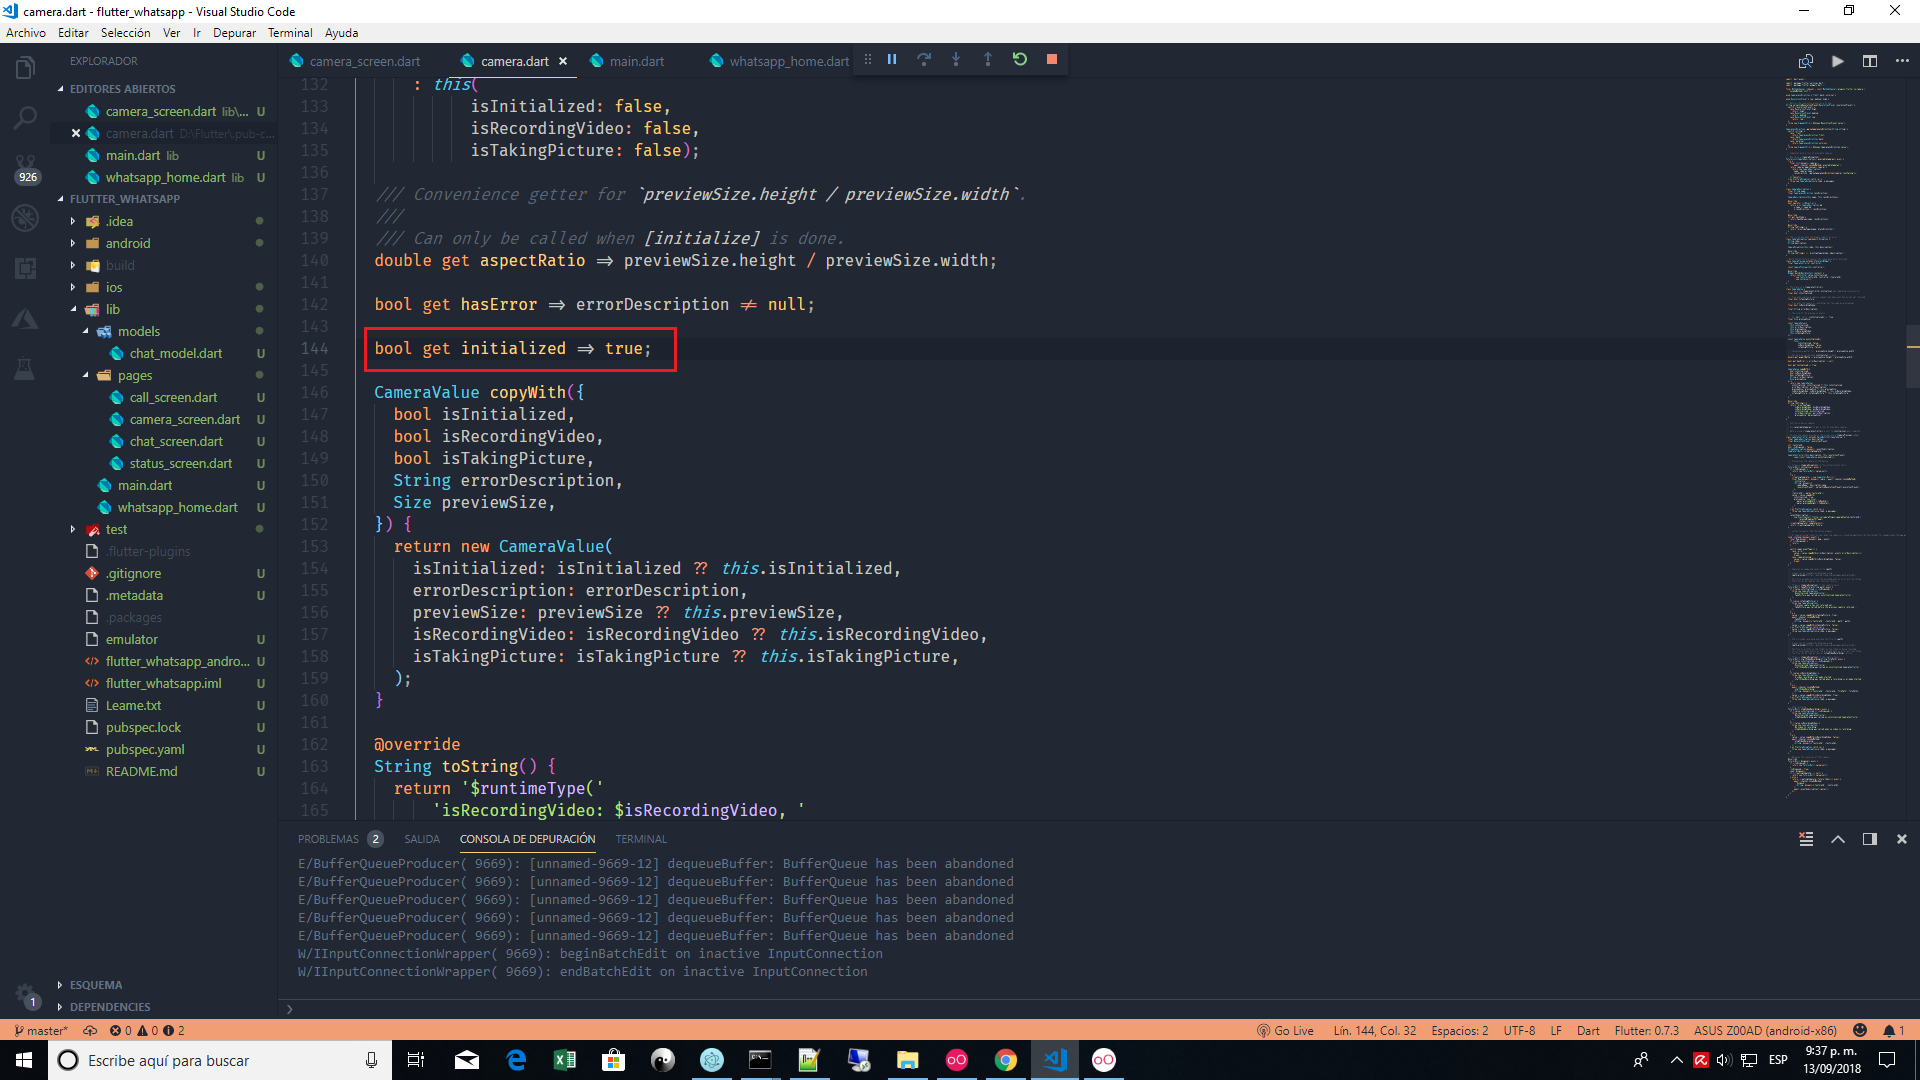 camera.dart - flutter_whatsapp - Visual Studio Code
Archivo Editar Selección Ver Ir Depurar Terminal Ayuda
EXPLORADOR
camera_screen.dart camera.dart main.dart whatsapp_home.dart
EDITORES ABIERTOS
camera_screen.dart lib\... U
camera.dart D:\Flutter\.pub-c...
main.dart lib U
whatsapp_home.dart lib U
926
FLUTTER_WHATSAPP
.idea
android
build
ios
lib
models
chat_model.dart U
pages
call_screen.dart U
camera_screen.dart U
chat_screen.dart U
status_screen.dart U
main.dart U
whatsapp_home.dart U
test
.flutter-plugins
.gitignore U
.metadata U
.packages
emulator U
flutter_whatsapp_andro... U
flutter_whatsapp.iml U
Leame.txt U
pubspec.lock U
pubspec.yaml U
README.md U
ESQUEMA
DEPENDENCIES
1
132 : this(
133 isInitialized: false,
134 isRecordingVideo: false,
135 isTakingPicture: false);
136
137 /// Convenience getter for `previewSize.height / previewSize.width`.
138 ///
139 /// Can only be called when [initialize] is done.
140 double get aspectRatio => previewSize.height / previewSize.width;
141
142 bool get hasError => errorDescription != null;
143
144 bool get initialized => true;
145
146 CameraValue copyWith({
147 bool isInitialized,
148 bool isRecordingVideo,
149 bool isTakingPicture,
150 String errorDescription,
151 Size previewSize,
152 }) {
153 return new CameraValue(
154 isInitialized: isInitialized ?? this.isInitialized,
155 errorDescription: errorDescription,
156 previewSize: previewSize ?? this.previewSize,
157 isRecordingVideo: isRecordingVideo ?? this.isRecordingVideo,
158 isTakingPicture: isTakingPicture ?? this.isTakingPicture,
159 );
160 }
161
162 @override
163 String toString() {
164 return '$runtimeType('
165 'isRecordingVideo: $isRecordingVideo, '
PROBLEMAS 2 SALIDA CONSOLA DE DEPURACIÓN TERMINAL
E/BufferQueueProducer( 9669): [unnamed-9669-12] dequeueBuffer: BufferQueue has been abandoned
E/BufferQueueProducer( 9669): [unnamed-9669-12] dequeueBuffer: BufferQueue has been abandoned
E/BufferQueueProducer( 9669): [unnamed-9669-12] dequeueBuffer: BufferQueue has been abandoned
E/BufferQueueProducer( 9669): [unnamed-9669-12] dequeueBuffer: BufferQueue has been abandoned
E/BufferQueueProducer( 9669): [unnamed-9669-12] dequeueBuffer: BufferQueue has been abandoned
W/IInputConnectionWrapper( 9669): beginBatchEdit on inactive InputConnection
W/IInputConnectionWrapper( 9669): endBatchEdit on inactive InputConnection
master* 0 0 2 Go Live Lín. 144, Col. 32 Espacios: 2 UTF-8 LF Dart Flutter: 0.7.3 ASUS Z00AD (android-x86) 1
Escribe aquí para buscar ESP 9:37 p. m.
13/09/2018